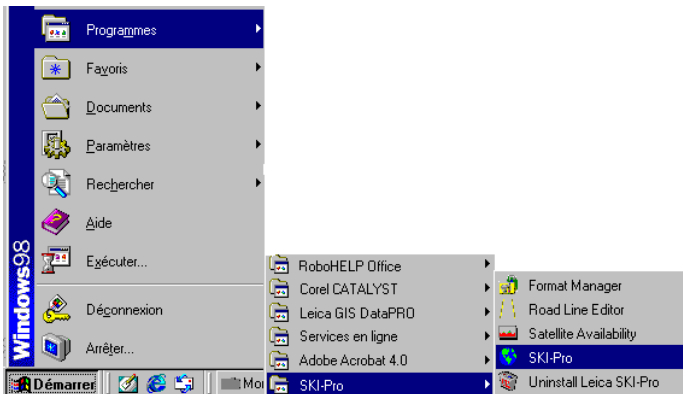 Programmes
Favoris
Documents
Paramètres
Rechercher
Aide
Exécuter...
Déconnexion
Arrêter...
Windows98
Démarrer
RoboHELP Office
Corel CATALYST
Leica GIS DataPRO
Services en ligne
Adobe Acrobat 4.0
SKI-Pro
Format Manager
Road Line Editor
Satellite Availability
SKI-Pro
Uninstall Leica SKI-Pro